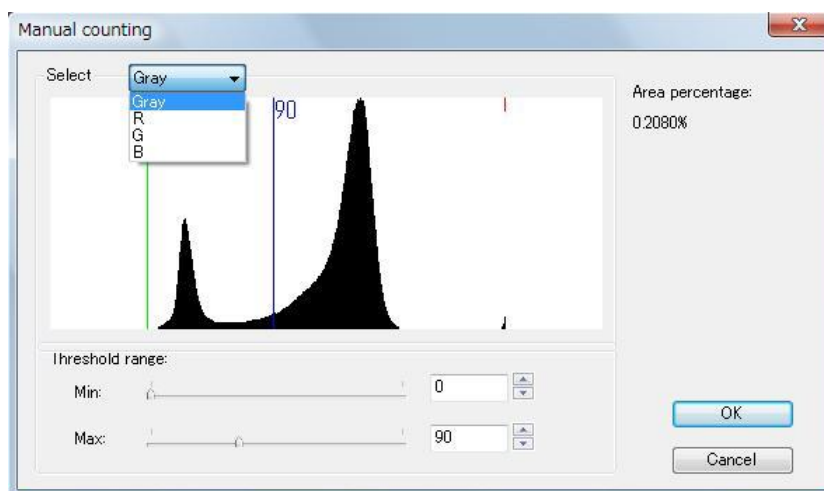 Manual counting
Select
Gray
Gray
R
G
B
90
Area percentage:
0.2080%
Threshold range:
Min:
0
Max:
90
OK
Cancel